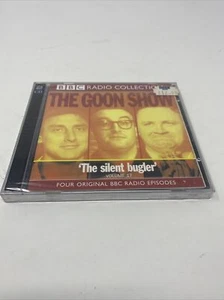 BBC RADIO COLLECTION
THE GOON SHOW
'The silent bugler'
FOUR ORIGINAL BBC RADIO EPISODES